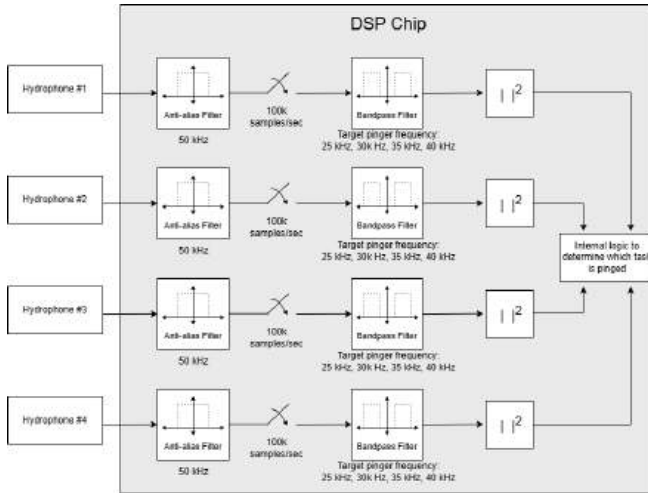 DSP Chip
Hydrophone #1
Anti-alias Filter
50 kHz
100k
samples/sec
Bandpass Filter
Target pinger frequency:
25 kHz, 30k Hz, 35 kHz, 40 kHz
| |²
Hydrophone #2
Anti-alias Filter
50 kHz
100k
samples/sec
Bandpass Filter
Target pinger frequency:
25 kHz, 30k Hz, 35 kHz, 40 kHz
| |²
Internal logic to
determine which task
is pinged
Hydrophone #3
Anti-alias Filter
50 kHz
100k
samples/sec
Bandpass Filter
Target pinger frequency:
25 kHz, 30k Hz, 35 kHz, 40 kHz
| |²
Hydrophone #4
Anti-alias Filter
50 kHz
100k
samples/sec
Bandpass Filter
Target pinger frequency:
25 kHz, 30k Hz, 35 kHz, 40 kHz
| |²